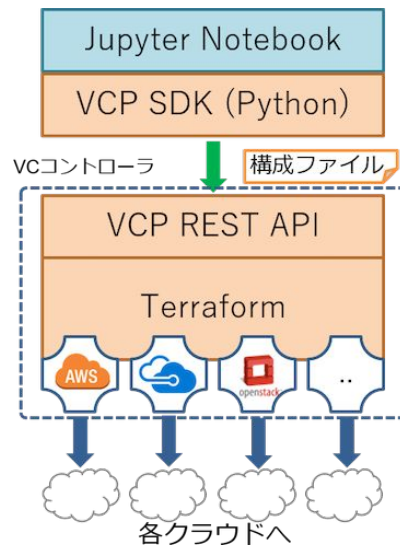 Jupyter Notebook
VCP SDK (Python)
VCコントローラ
構成ファイル
VCP REST API
Terraform
AWS
openstack
..
各クラウドへ